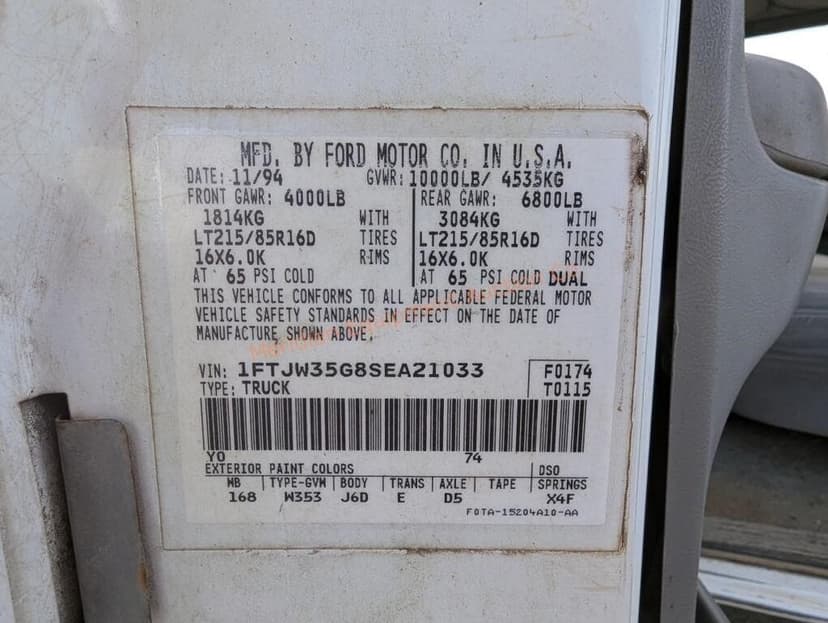 MFD. BY FORD MOTOR CO. IN U.S.A.
DATE: 11/94 GVWR: 10000LB/ 4535KG
FRONT GAWR: 4000LB REAR GAWR: 6800LB
1814KG WITH 3084KG WITH
LT215/85R16D TIRES LT215/85R16D TIRES
16X6.0K RIMS 16X6.0K RIMS
AT 65 PSI COLD AT 65 PSI COLD DUAL
THIS VEHICLE CONFORMS TO ALL APPLICABLE FEDERAL MOTOR
VEHICLE SAFETY STANDARDS IN EFFECT ON THE DATE OF
MANUFACTURE SHOWN ABOVE.
VIN: 1FTJW35G8SEA21033 F0174
TYPE: TRUCK T0115
YO 74
EXTERIOR PAINT COLORS DSO
WB TYPE-GVM BODY TRANS AXLE TAPE SPRINGS
168 W353 J6D E D5 X4F
F0TA-15204A10-AA